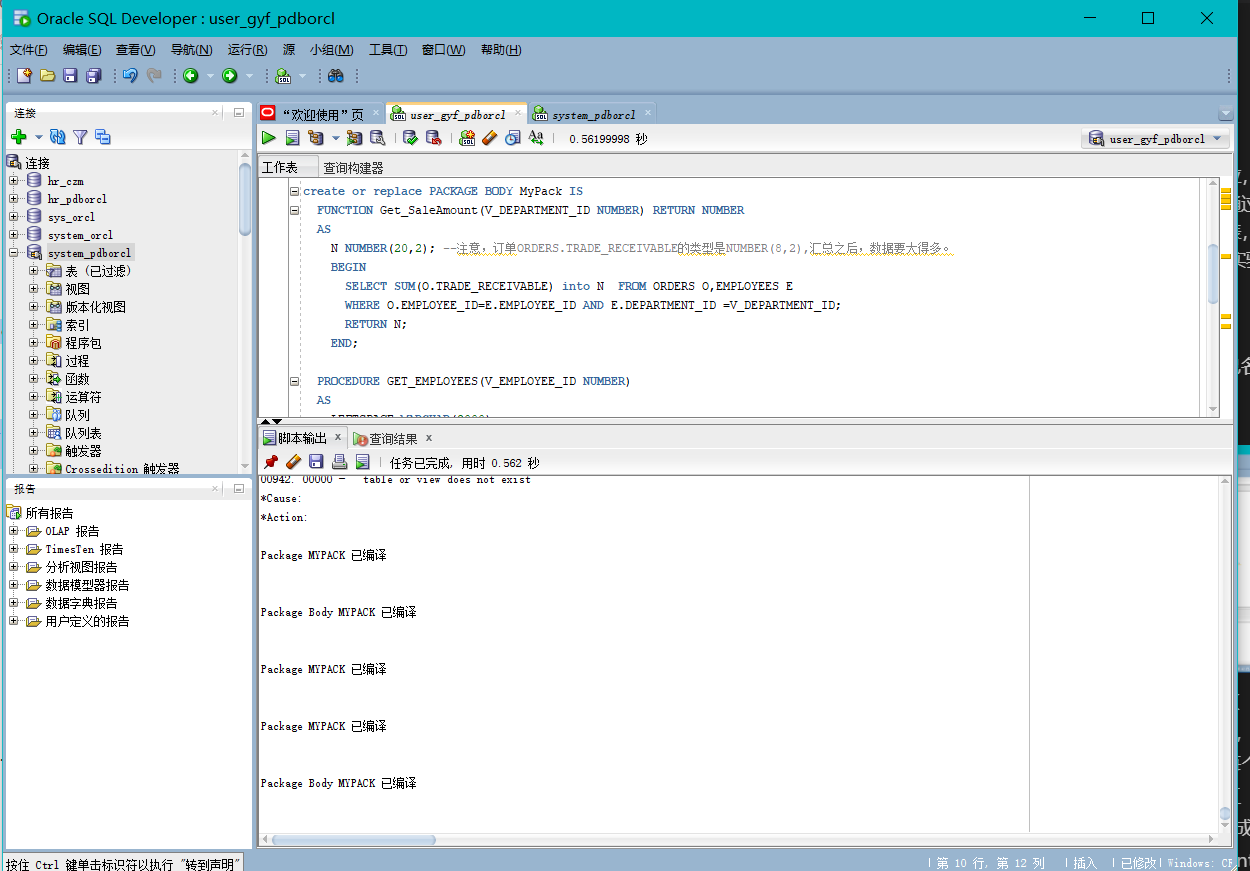 Oracle SQL Developer : user_gyf_pdborcl
文件(F) 编辑(E) 查看(V) 导航(N) 运行(R) 源 小组(M) 工具(T) 窗口(W) 帮助(H)
连接
连接
hr_czm
hr_pdborcl
sys_orcl
system_orcl
system_pdborcl
表 (已过滤)
视图
版本化视图
索引
程序包
过程
函数
运算符
队列
队列表
触发器
Crossedition 触发器
报告
所有报告
OLAP 报告
TimesTen 报告
分析视图报告
数据模型器报告
数据字典报告
用户定义的报告
“欢迎使用”页 user_gyf_pdborcl system_pdborcl
0.56199998 秒 user_gyf_pdborcl
工作表 查询构建器
create or replace PACKAGE BODY MyPack IS
FUNCTION Get_SaleAmount(V_DEPARTMENT_ID NUMBER) RETURN NUMBER
AS
N NUMBER(20,2); --注意，订单ORDERS.TRADE_RECEIVABLE的类型是NUMBER(8,2),汇总之后，数据要大得多。
BEGIN
SELECT SUM(O.TRADE_RECEIVABLE) into N FROM ORDERS O,EMPLOYEES E
WHERE O.EMPLOYEE_ID=E.EMPLOYEE_ID AND E.DEPARTMENT_ID =V_DEPARTMENT_ID;
RETURN N;
END;
PROCEDURE GET_EMPLOYEES(V_EMPLOYEE_ID NUMBER)
AS
脚本输出 x 查询结果 x
任务已完成, 用时 0.562 秒
00942. 00000 - "table or view does not exist
*Cause:
*Action:
Package MYPACK 已编译
Package Body MYPACK 已编译
Package MYPACK 已编译
Package MYPACK 已编译
Package Body MYPACK 已编译
按住 Ctrl 键单击标识符以执行 "转到声明"
第 10 行, 第 12 列 插入 已修改 Windows: CR